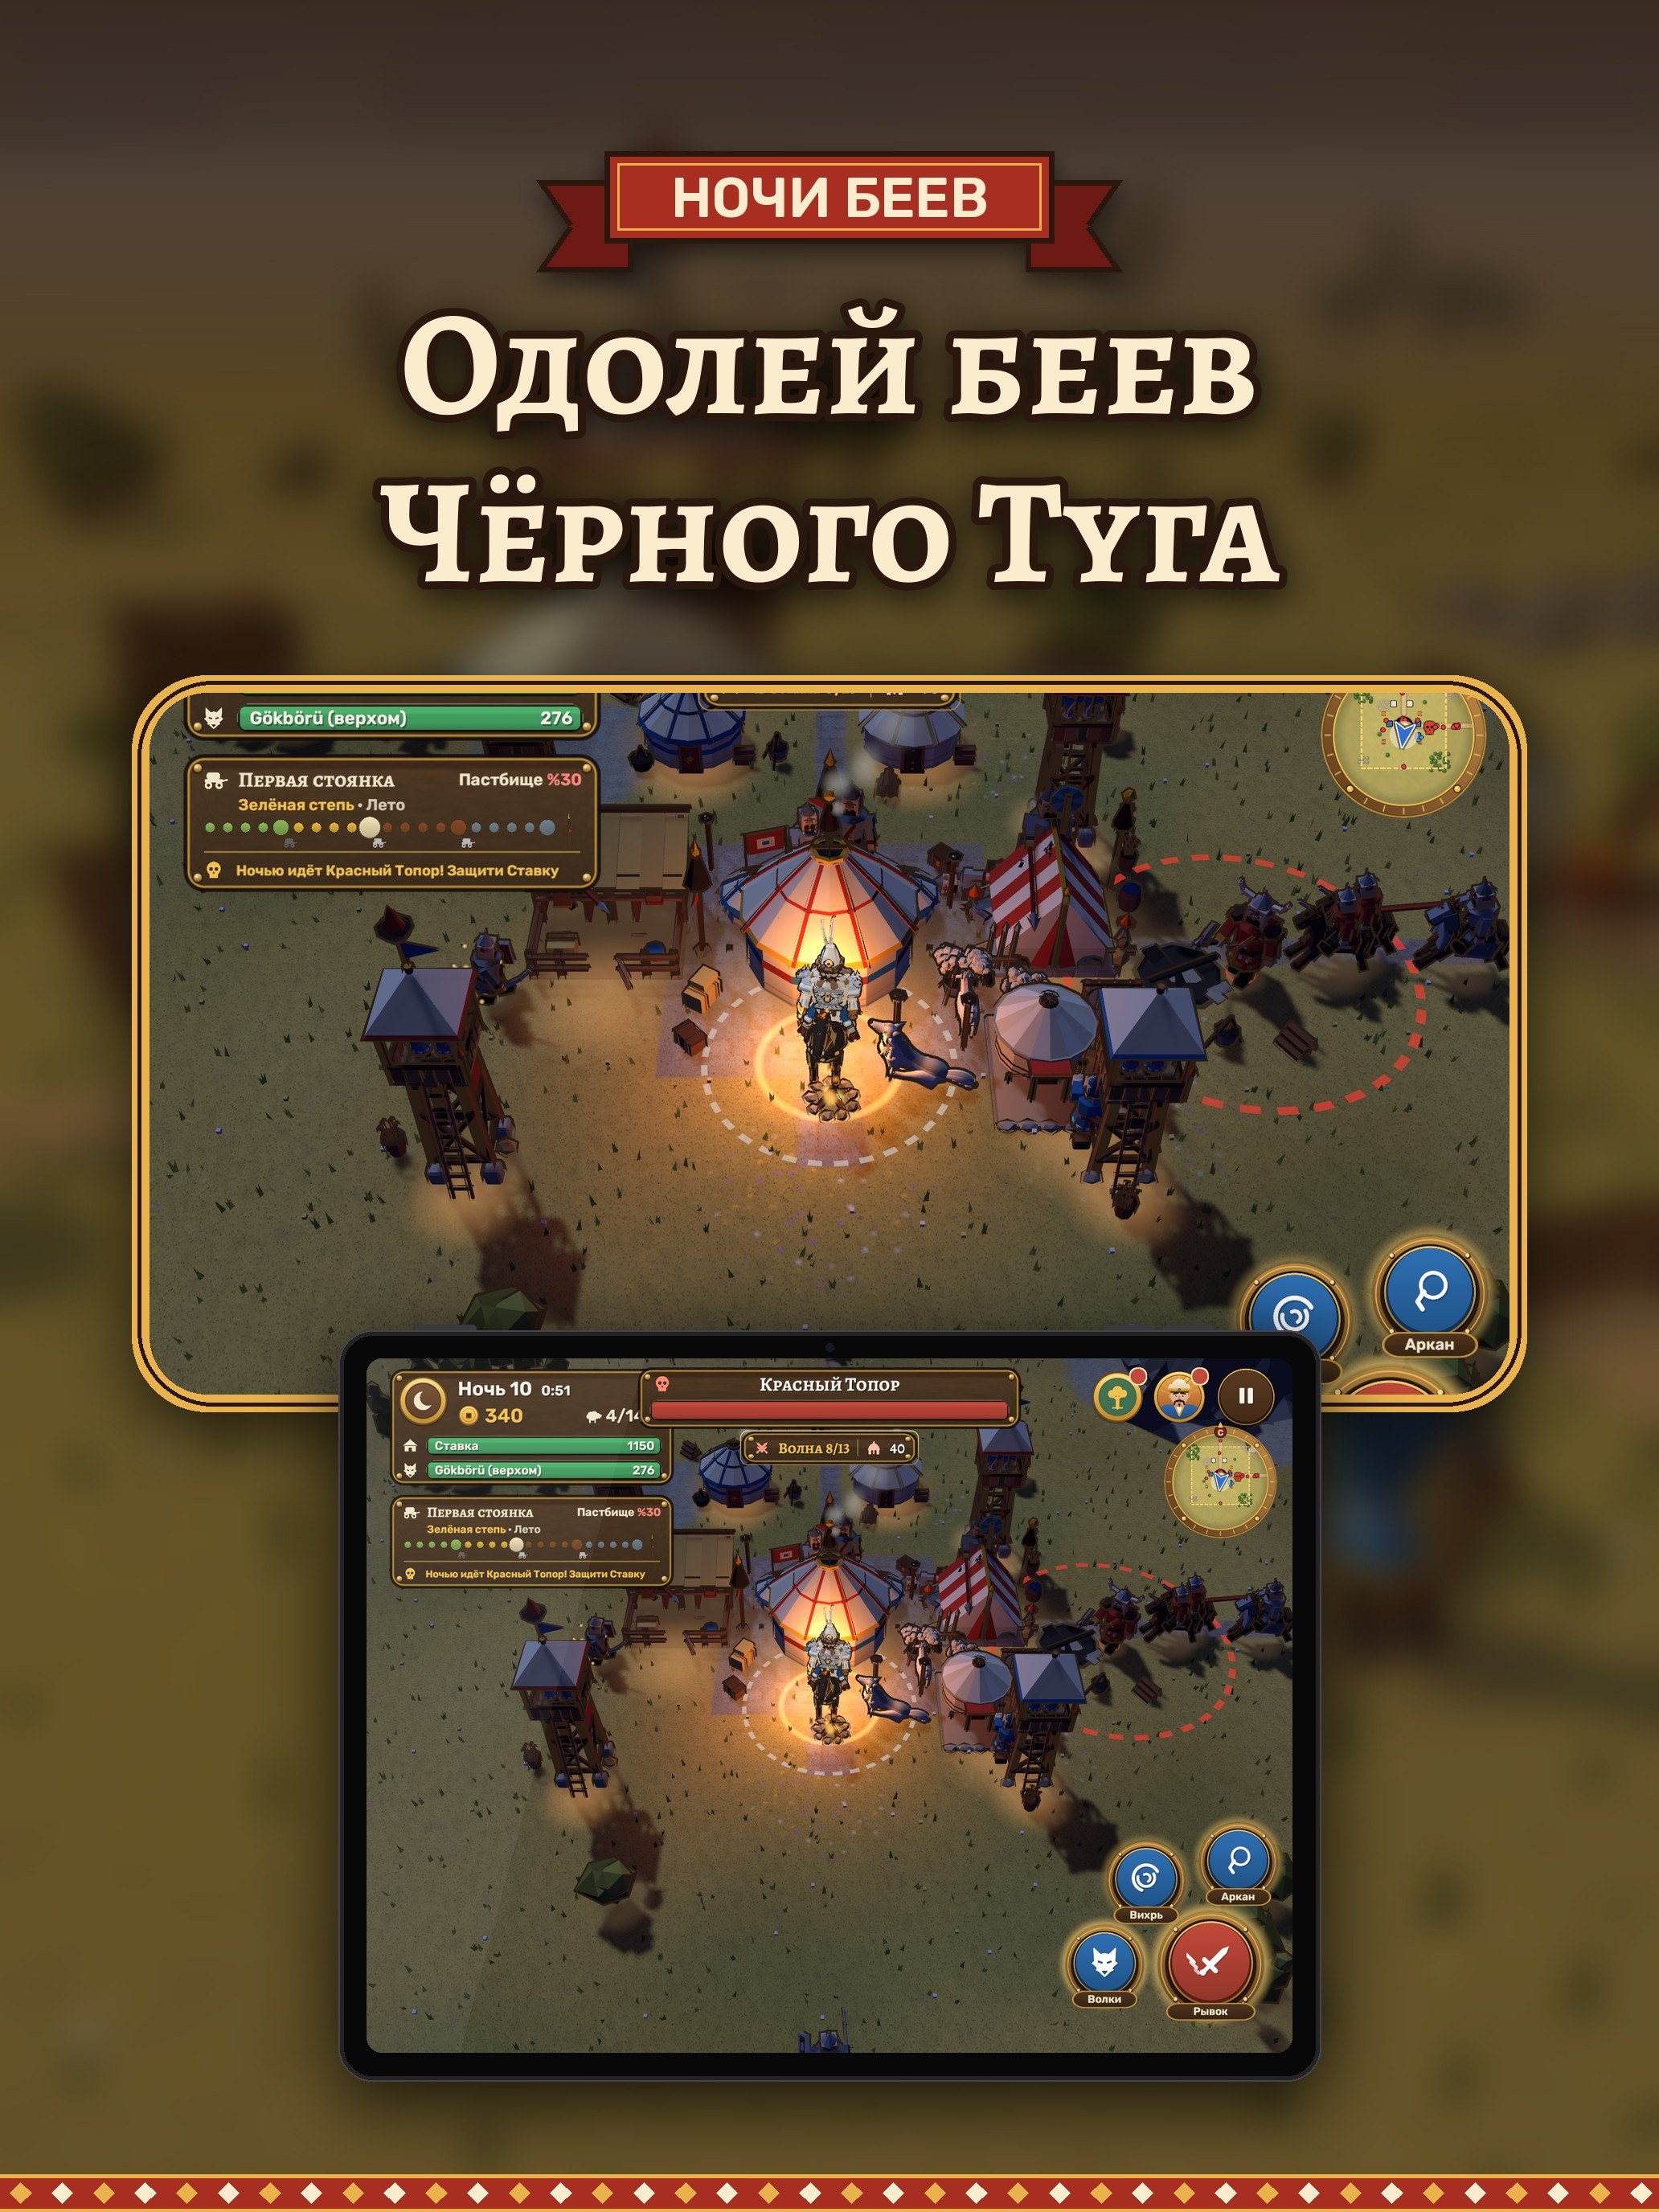 НОЧИ БЕЕВ
Одолей беев
Чёрного Туга
Gökbörü (верхом) 276
Первая стоянка Пастбище %30
Зелёная степь • Лето
Ночью идёт Красный Топор! Защити Ставку
Аркан
Ночь 10 0:51
340 4/14
Красный Топор
Ставка 1150
Волна 8/13 40
Gökbörü (верхом) 276
С
Первая стоянка Пастбище %30
Зелёная степь • Лето
Ночью идёт Красный Топор! Защити Ставку
Аркан
Вихрь
Волки
Рывок